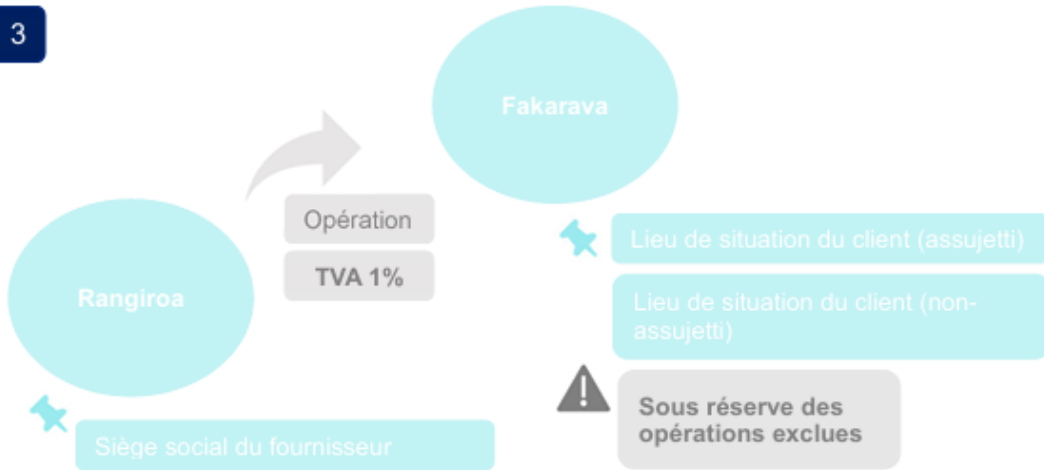 3
Fakarava
Opération
TVA 1%
Rangiroa
Lieu de situation du client (assujetti)
Lieu de situation du client (non-
assujetti)
Sous réserve des
opérations exclues
Siège social du fournisseur